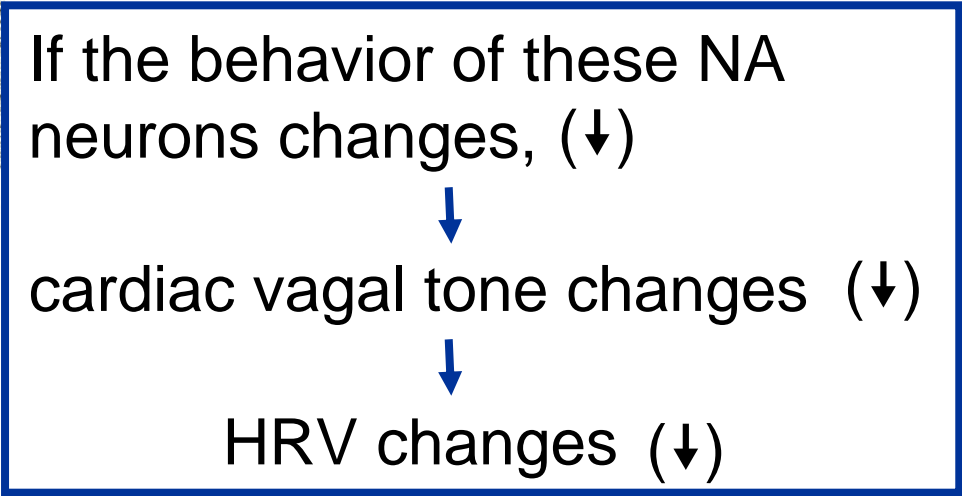 If the behavior of these NA
neurons changes, (↓)
cardiac vagal tone changes (↓)
HRV changes (↓)